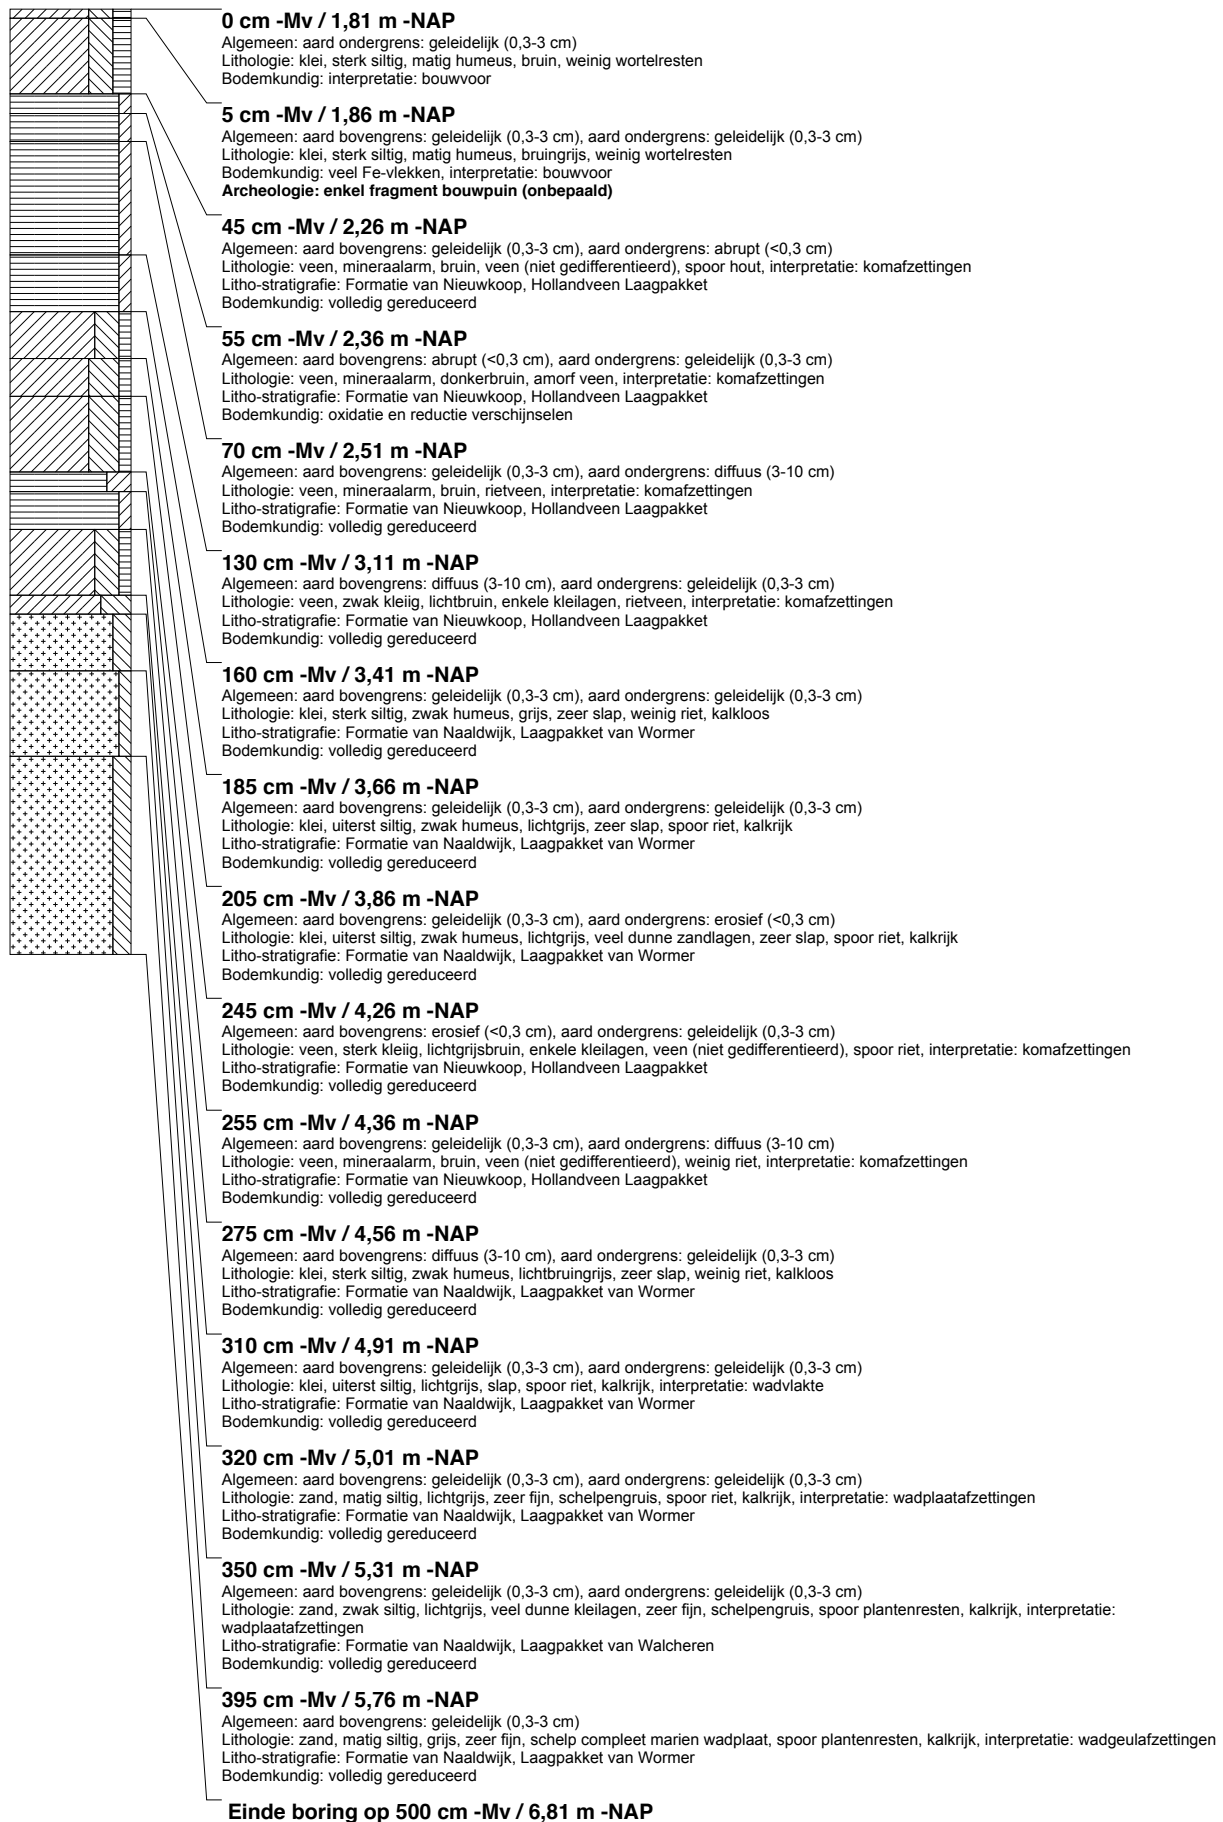 0 cm -Mv / 1,81 m -NAP
Algemeen: aard ondergrens: geleidelijk (0,3-3 cm)
Lithologie: klei, sterk siltig, matig humeus, bruin, weinig wortelresten
Bodemkundig: interpretatie: bouwvoor
5 cm -Mv / 1,86 m -NAP
Algemeen: aard bovengrens: geleidelijk (0,3-3 cm), aard ondergrens: geleidelijk (0,3-3 cm)
Lithologie: klei, sterk siltig, matig humeus, bruingrijs, weinig wortelresten
Bodemkundig: veel Fe-vlekken, interpretatie: bouwvoor
Archeologie: enkel fragment bouwpuin (onbepaald)
45 cm -Mv / 2,26 m -NAP
Algemeen: aard bovengrens: geleidelijk (0,3-3 cm), aard ondergrens: abrupt (<0,3 cm)
Lithologie: veen, mineraalarm, bruin, veen (niet gedifferentieerd), spoor hout, interpretatie: komafzettingen
Litho-stratigrafie: Formatie van Nieuwkoop, Hollandveen Laagpakket
Bodemkundig: volledig gereduceerd
55 cm -Mv / 2,36 m -NAP
Algemeen: aard bovengrens: abrupt (<0,3 cm), aard ondergrens: geleidelijk (0,3-3 cm)
Lithologie: veen, mineraalarm, donkerbruin, amorf veen, interpretatie: komafzettingen
Litho-stratigrafie: Formatie van Nieuwkoop, Hollandveen Laagpakket
Bodemkundig: oxidatie en reductie verschijnselen
70 cm -Mv / 2,51 m -NAP
Algemeen: aard bovengrens: geleidelijk (0,3-3 cm), aard ondergrens: diffuus (3-10 cm)
Lithologie: veen, mineraalarm, bruin, rietveen, interpretatie: komafzettingen
Litho-stratigrafie: Formatie van Nieuwkoop, Hollandveen Laagpakket
Bodemkundig: volledig gereduceerd
130 cm -Mv / 3,11 m -NAP
Algemeen: aard bovengrens: diffuus (3-10 cm), aard ondergrens: geleidelijk (0,3-3 cm)
Lithologie: veen, zwak kleiig, lichtbruin, enkele kleilagen, rietveen, interpretatie: komafzettingen
Litho-stratigrafie: Formatie van Nieuwkoop, Hollandveen Laagpakket
Bodemkundig: volledig gereduceerd
160 cm -Mv / 3,41 m -NAP
Algemeen: aard bovengrens: geleidelijk (0,3-3 cm), aard ondergrens: geleidelijk (0,3-3 cm)
Lithologie: klei, sterk siltig, zwak humeus, grijs, zeer slap, weinig riet, kalkloos
Litho-stratigrafie: Formatie van Naaldwijk, Laagpakket van Wormer
Bodemkundig: volledig gereduceerd
185 cm -Mv / 3,66 m -NAP
Algemeen: aard bovengrens: geleidelijk (0,3-3 cm), aard ondergrens: geleidelijk (0,3-3 cm)
Lithologie: klei, uiterst siltig, zwak humeus, lichtgrijs, zeer slap, spoor riet, kalkrijk
Litho-stratigrafie: Formatie van Naaldwijk, Laagpakket van Wormer
Bodemkundig: volledig gereduceerd
205 cm -Mv / 3,86 m -NAP
Algemeen: aard bovengrens: geleidelijk (0,3-3 cm), aard ondergrens: erosief (<0,3 cm)
Lithologie: klei, uiterst siltig, zwak humeus, lichtgrijs, veel dunne zandlagen, zeer slap, spoor riet, kalkrijk
Litho-stratigrafie: Formatie van Naaldwijk, Laagpakket van Wormer
Bodemkundig: volledig gereduceerd
245 cm -Mv / 4,26 m -NAP
Algemeen: aard bovengrens: erosief (<0,3 cm), aard ondergrens: geleidelijk (0,3-3 cm)
Lithologie: veen, sterk kleiig, lichtgrijsbruin, enkele kleilagen, veen (niet gedifferentieerd), spoor riet, interpretatie: komafzettingen
Litho-stratigrafie: Formatie van Nieuwkoop, Hollandveen Laagpakket
Bodemkundig: volledig gereduceerd
255 cm -Mv / 4,36 m -NAP
Algemeen: aard bovengrens: geleidelijk (0,3-3 cm), aard ondergrens: diffuus (3-10 cm)
Lithologie: veen, mineraalarm, bruin, veen (niet gedifferentieerd), weinig riet, interpretatie: komafzettingen
Litho-stratigrafie: Formatie van Nieuwkoop, Hollandveen Laagpakket
Bodemkundig: volledig gereduceerd
275 cm -Mv / 4,56 m -NAP
Algemeen: aard bovengrens: diffuus (3-10 cm), aard ondergrens: geleidelijk (0,3-3 cm)
Lithologie: klei, sterk siltig, zwak humeus, lichtbruingrijs, zeer slap, weinig riet, kalkloos
Litho-stratigrafie: Formatie van Naaldwijk, Laagpakket van Wormer
Bodemkundig: volledig gereduceerd
310 cm -Mv / 4,91 m -NAP
Algemeen: aard bovengrens: geleidelijk (0,3-3 cm), aard ondergrens: geleidelijk (0,3-3 cm)
Lithologie: klei, uiterst siltig, lichtgrijs, slap, spoor riet, kalkrijk, interpretatie: wadvlakte
Litho-stratigrafie: Formatie van Naaldwijk, Laagpakket van Wormer
Bodemkundig: volledig gereduceerd
320 cm -Mv / 5,01 m -NAP
Algemeen: aard bovengrens: geleidelijk (0,3-3 cm), aard ondergrens: geleidelijk (0,3-3 cm)
Lithologie: zand, matig siltig, lichtgrijs, zeer fijn, schelpengruis, spoor riet, kalkrijk, interpretatie: wadplaatafzettingen
Litho-stratigrafie: Formatie van Naaldwijk, Laagpakket van Wormer
Bodemkundig: volledig gereduceerd
350 cm -Mv / 5,31 m -NAP
Algemeen: aard bovengrens: geleidelijk (0,3-3 cm), aard ondergrens: geleidelijk (0,3-3 cm)
Lithologie: zand, zwak siltig, lichtgrijs, veel dunne kleilagen, zeer fijn, schelpengruis, spoor plantenresten, kalkrijk, interpretatie:
wadplaatafzettingen
Litho-stratigrafie: Formatie van Naaldwijk, Laagpakket van Walcheren
Bodemkundig: volledig gereduceerd
395 cm -Mv / 5,76 m -NAP
Algemeen: aard bovengrens: geleidelijk (0,3-3 cm)
Lithologie: zand, matig siltig, grijs, zeer fijn, schelp compleet marien wadplaat, spoor plantenresten, kalkrijk, interpretatie: wadgeulafzettingen
Litho-stratigrafie: Formatie van Naaldwijk, Laagpakket van Wormer
Bodemkundig: volledig gereduceerd
Einde boring op 500 cm -Mv / 6,81 m -NAP